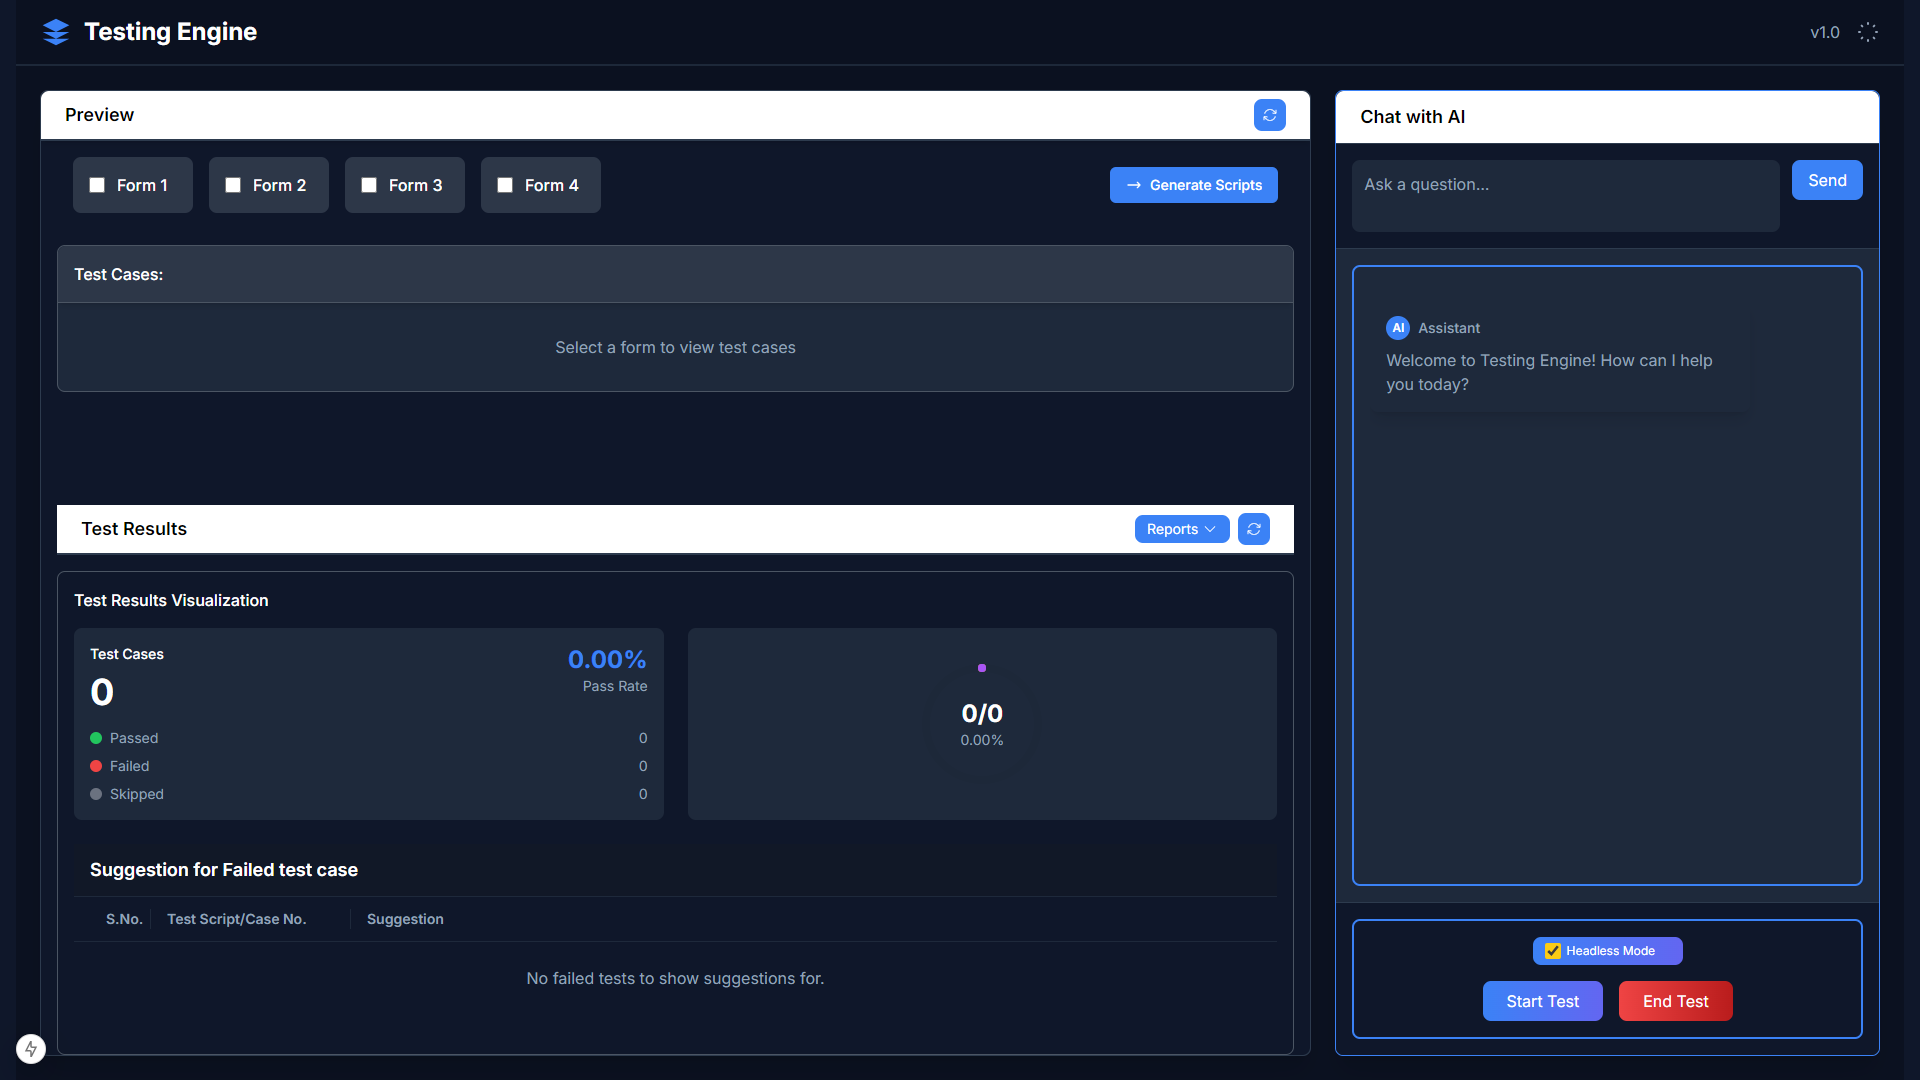 Testing Engine
v1.0
Preview
Form 1
Form 2
Form 3
Form 4
Generate Scripts
Test Cases:
Select a form to view test cases
Test Results
Reports
Test Results Visualization
Test Cases
0
0.00%
Pass Rate
Passed 0
Failed 0
Skipped 0
0/0
0.00%
Suggestion for Failed test case
S.No. Test Script/Case No. Suggestion
No failed tests to show suggestions for.
Chat with AI
Ask a question...
Send
AI Assistant
Welcome to Testing Engine! How can I help
you today?
Headless Mode
Start Test
End Test